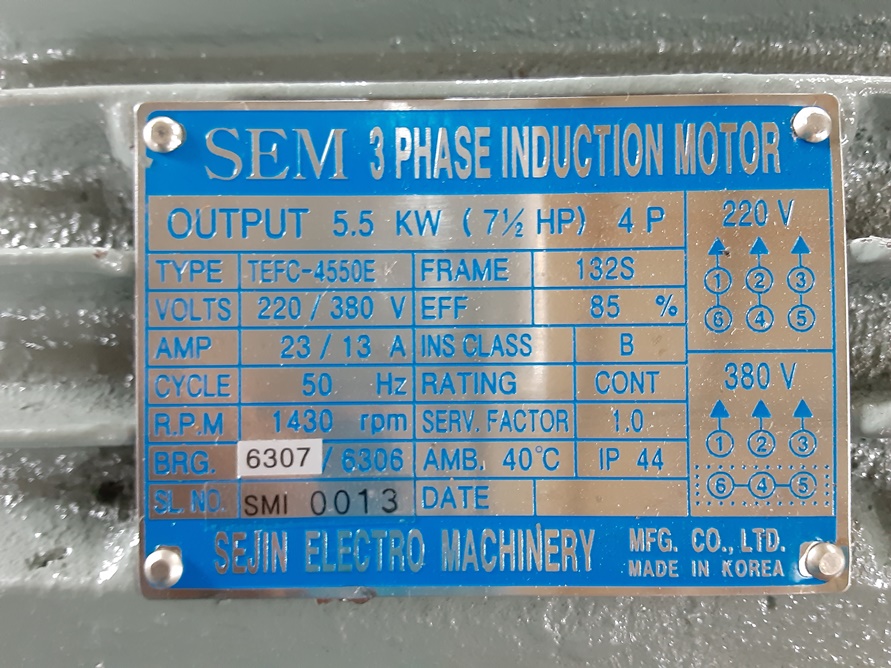 SEM 3 PHASE INDUCTION MOTOR
OUTPUT 5.5 KW (7½ HP) 4 P
TYPE TEFC-4550E FRAME 132S
VOLTS 220/380 V EFF 85 %
AMP 23/13 A INS CLASS B
CYCLE 50 Hz RATING CONT
R.P.M 1430 rpm SERV. FACTOR 1.0
BRG. 6307/6306 AMB. 40°C IP 44
SL.NO. SMI 0013 DATE
220 V
1 2 3
6 4 5
380 V
1 2 3
6 4 5
SEJIN ELECTRO MACHINERY MFG. CO., LTD.
MADE IN KOREA